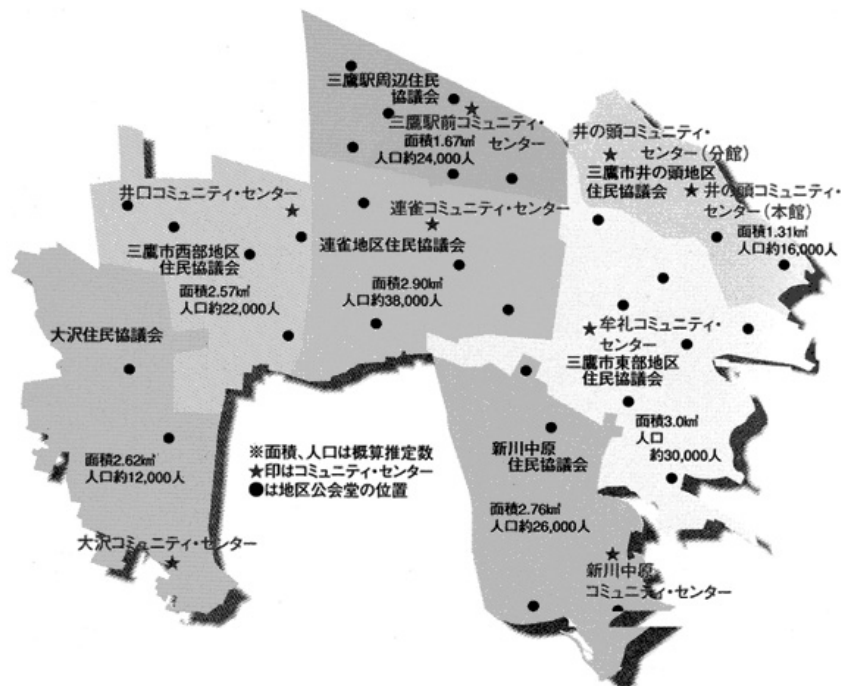 三鷹駅周辺住民
協議会
三鷹駅前コミュニティ・
センター
面積1.67㎢
人口約24,000人
井の頭コミュニティ・
センター(分館)
三鷹市井の頭地区
住民協議会
井の頭コミュニティ・
センター(本館)
面積1.31㎢
人口約16,000人
井口コミュニティ・センター
三鷹市西部地区
住民協議会
面積2.57㎢
人口約22,000人
連雀コミュニティ・センター
連雀地区住民協議会
面積2.90㎢
人口約38,000人
大沢住民協議会
面積2.62㎢
人口約12,000人
大沢コミュニティ・センター
牟礼コミュニティ・
センター
三鷹市東部地区
住民協議会
面積3.0㎢
人口
約30,000人
新川中原
住民協議会
面積2.76㎢
人口約26,000人
新川中原
コミュニティ・センター
※面積、人口は概算推定数
★印はコミュニティ・センター
●は地区公会堂の位置